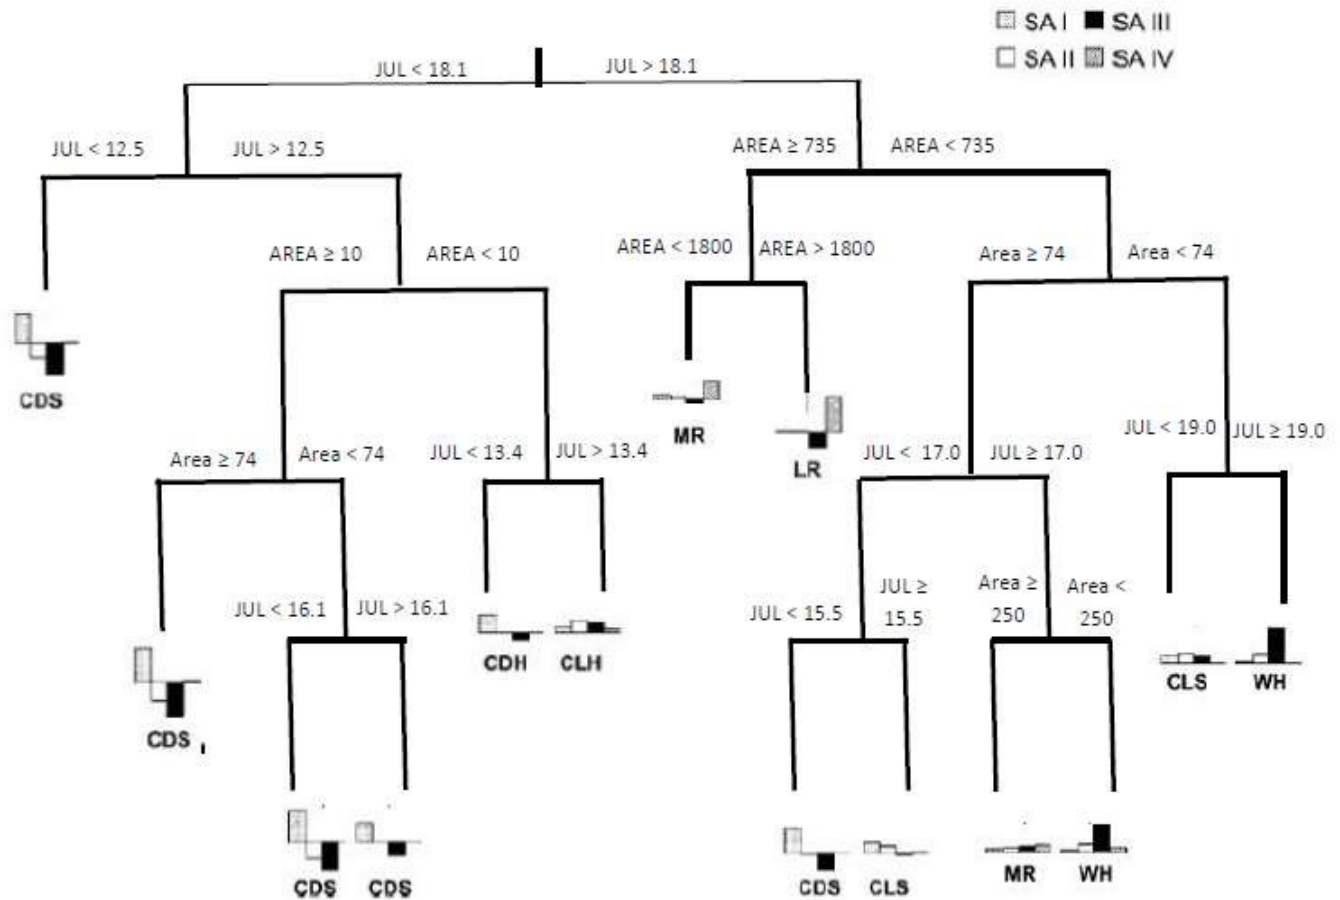 SA I SA III
SA II SA IV
JUL < 18.1 JUL > 18.1
JUL < 12.5 JUL > 12.5 AREA ≥ 735 AREA < 735
AREA ≥ 10 AREA < 10 AREA < 1800 AREA > 1800 Area ≥ 74 Area < 74
CDS
MR
LR
JUL < 19.0 JUL ≥ 19.0
Area ≥ 74 Area < 74 JUL < 13.4 JUL > 13.4 JUL < 17.0 JUL ≥ 17.0
JUL < 16.1 JUL > 16.1 JUL < 15.5 JUL ≥ 15.5 Area ≥ 250 Area < 250
CDH CLH
CLS WH
CDS
CDS CDS CDS CLS MR WH